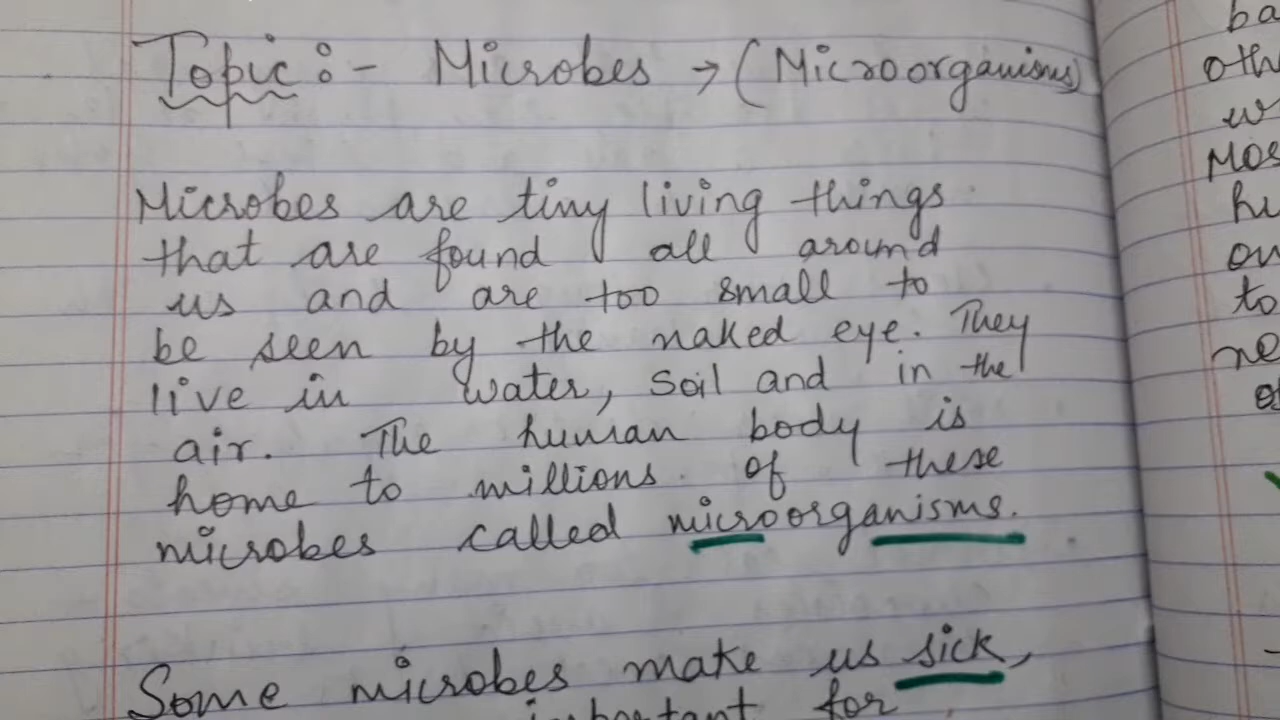 Topic :- Microbes → (Microorganisms)
Microbes are tiny living things
that are found all around
us and are too small to
be seen by the naked eye. They
live in water, soil and in the
air. The human body is
home to millions of these
microbes called microorganisms.
Some microbes make us sick,
important for